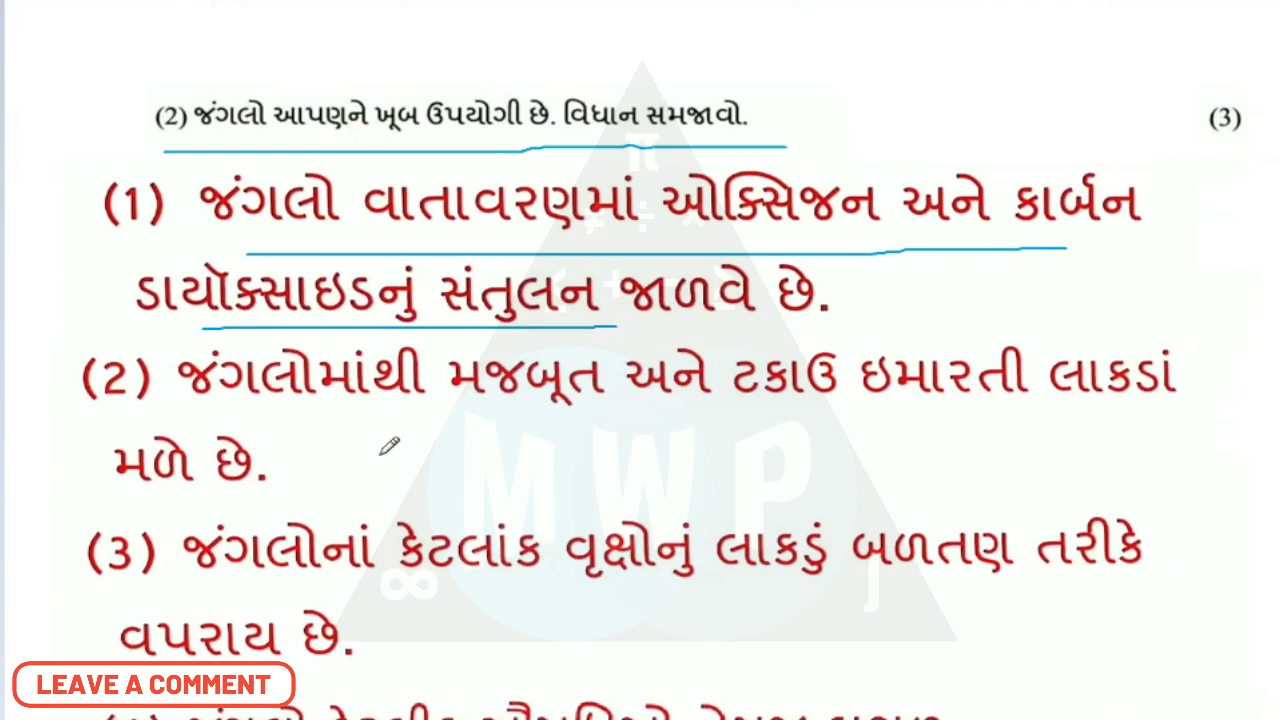 (2) જંગલો આપણને ખૂબ ઉપયોગી છે. વિધાન સમજાવો. (3)
(1) જંગલો વાતાવરણમાં ઓક્સિજન અને કાર્બન
ડાયૉક્સાઇડનું સંતુલન જાળવે છે.
(2) જંગલોમાંથી મજબૂત અને ટકાઉ ઇમારતી લાકડાં
મળે છે.
(3) જંગલોનાં કેટલાંક વૃક્ષોનું લાકડું બળતણ તરીકે
વપરાય છે.
LEAVE A COMMENT
π
MWP
∞ ∫